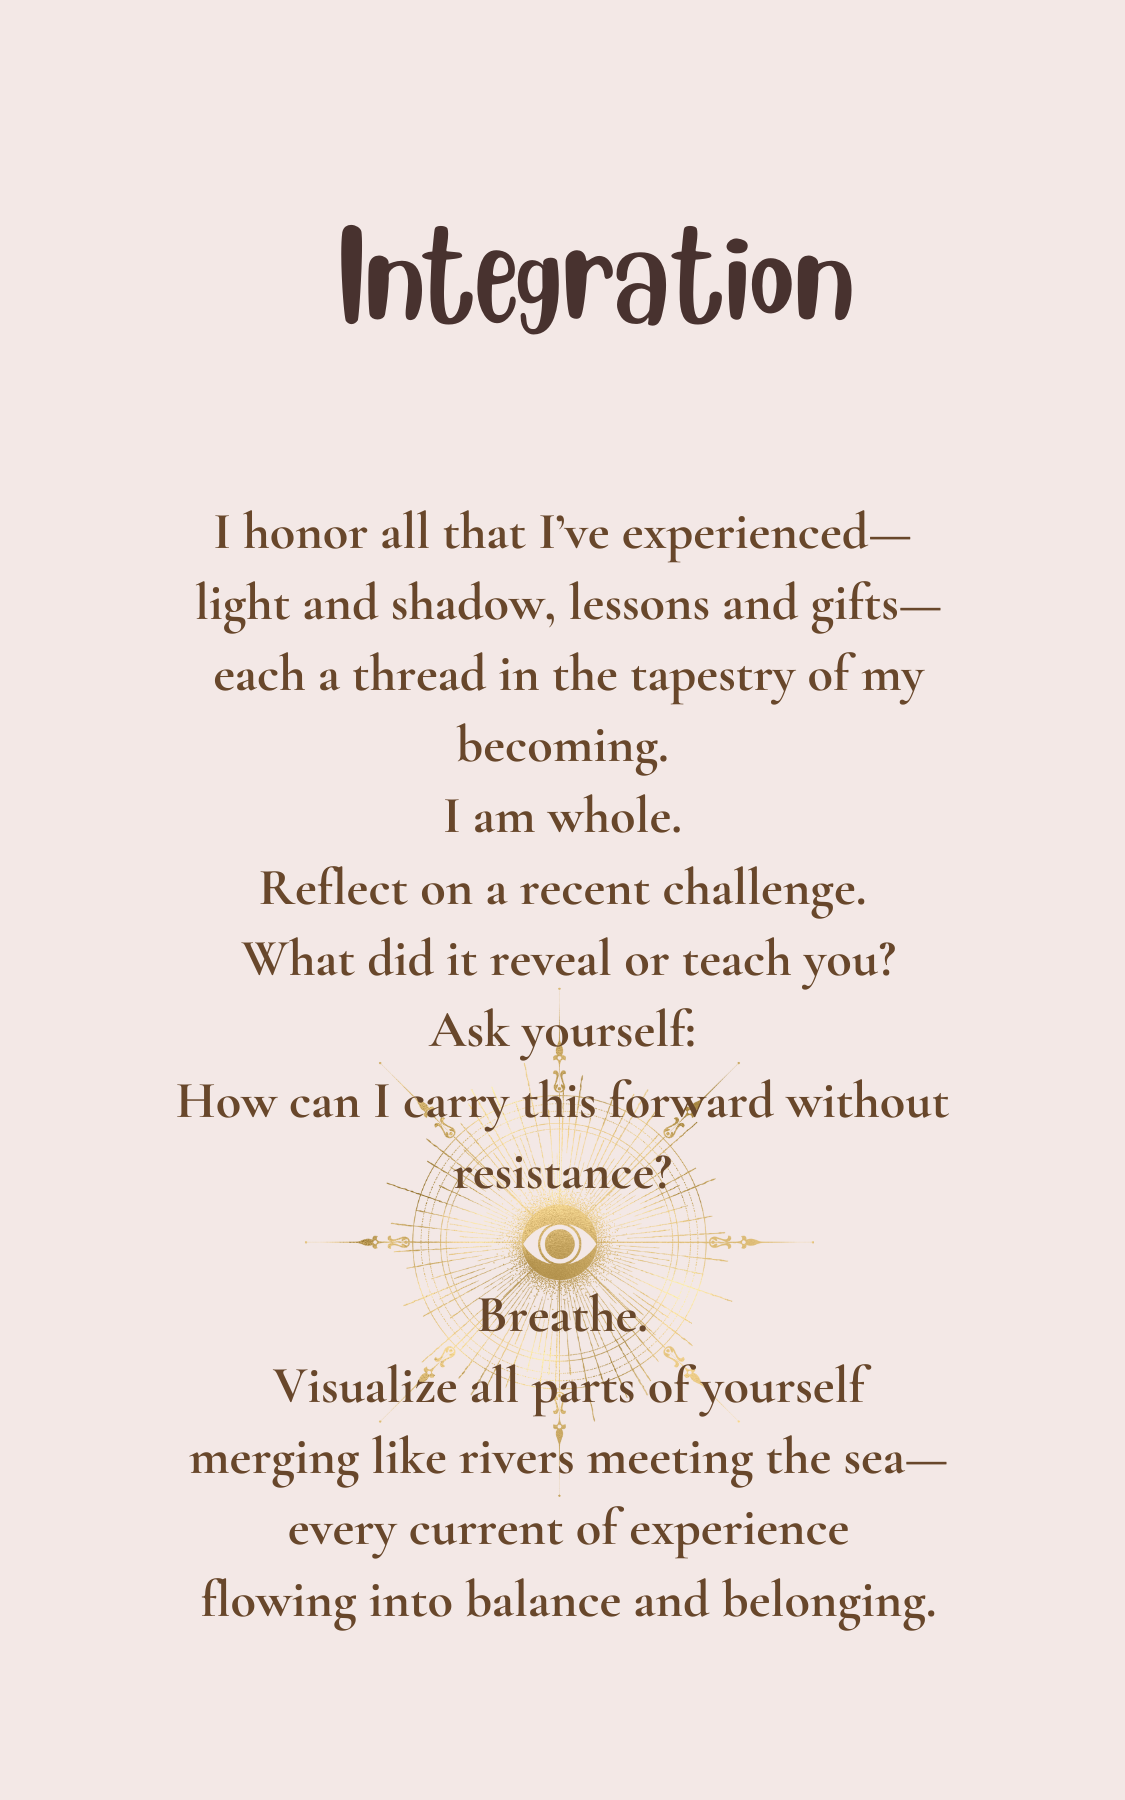 Integration
I honor all that I’ve experienced—
light and shadow, lessons and gifts—
each a thread in the tapestry of my
becoming.
I am whole.
Reflect on a recent challenge.
What did it reveal or teach you?
Ask yourself:
How can I carry this forward without
resistance?
Breathe.
Visualize all parts of yourself
merging like rivers meeting the sea—
every current of experience
flowing into balance and belonging.